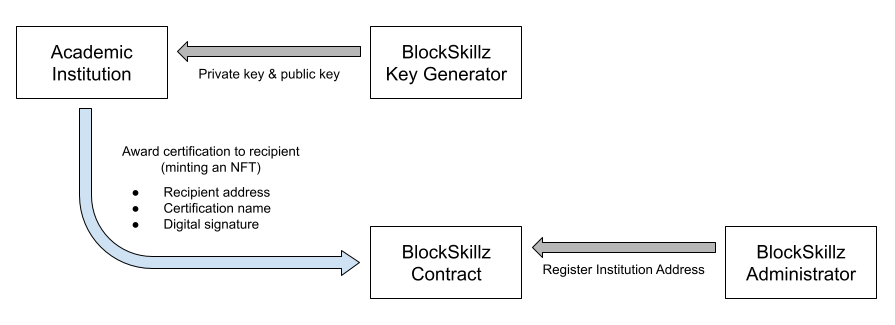 Academic
Institution
BlockSkillz
Key Generator
Private key & public key
Award certification to recipient
(minting an NFT)
● Recipient address
● Certification name
● Digital signature
BlockSkillz
Contract
BlockSkillz
Administrator
Register Institution Address